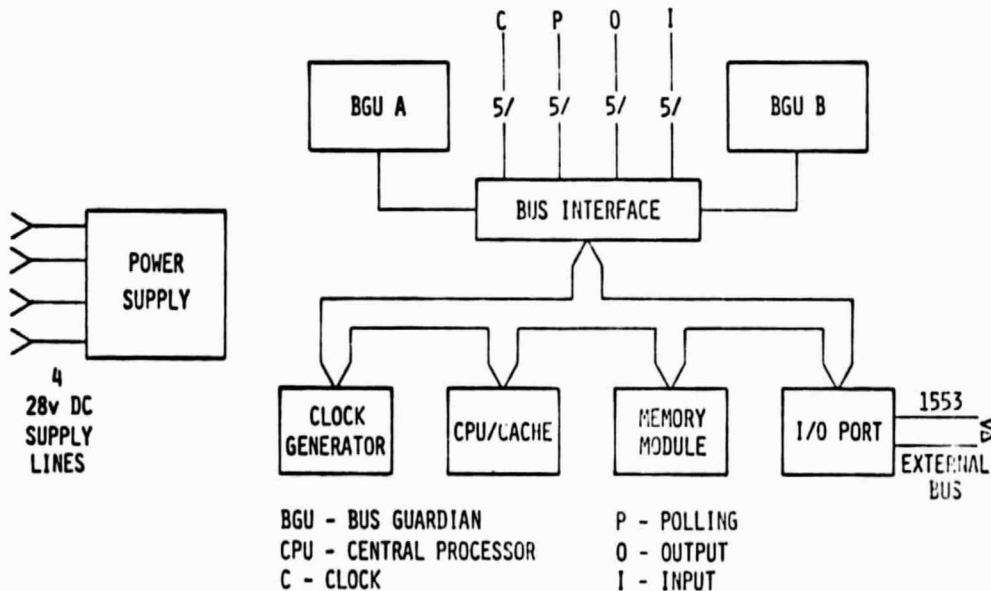 C P O I
BGU A
5/ 5/ 5/ 5/
BGU B
BUS INTERFACE
POWER
SUPPLY
4
28v DC
SUPPLY
LINES
CLOCK
GENERATOR
CPU/CACHE
MEMORY
MODULE
I/O PORT
1553
EXTERNAL
BUS
BGU - BUS GUARDIAN
CPU - CENTRAL PROCESSOR
C - CLOCK
P - POLLING
O - OUTPUT
I - INPUT